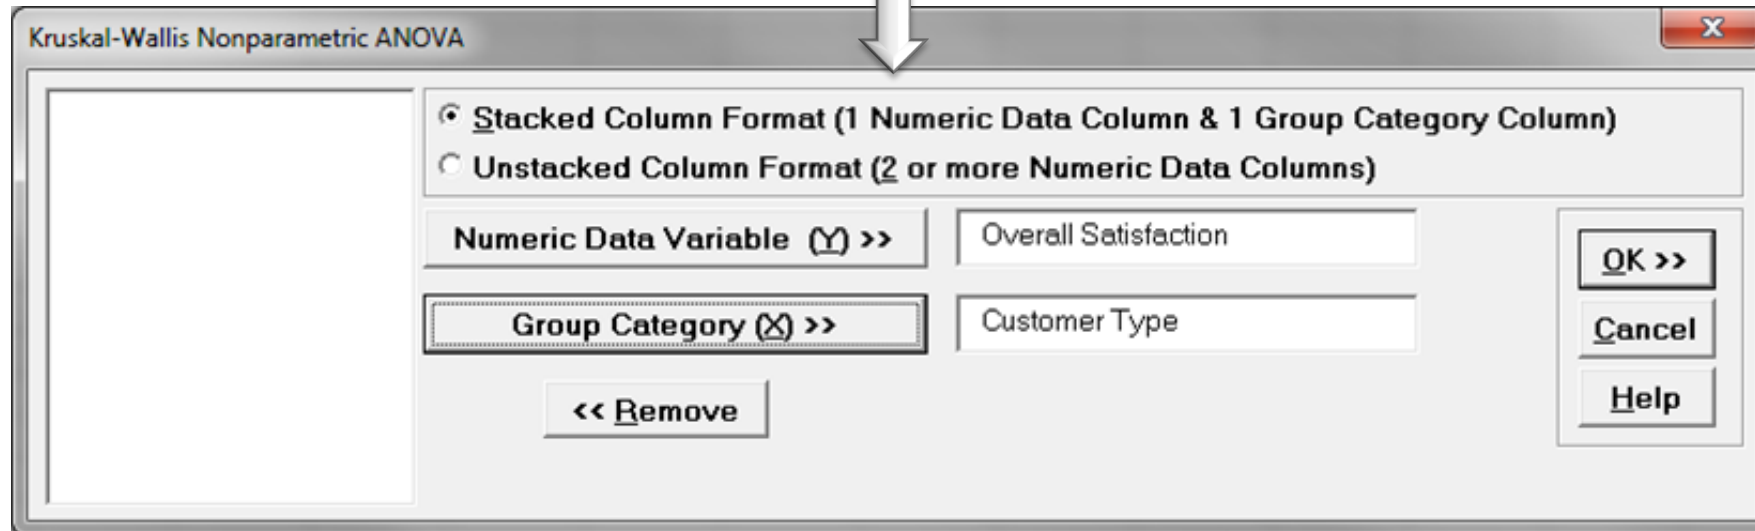 Kruskal-Wallis Nonparametric ANOVA
Stacked Column Format (1 Numeric Data Column & 1 Group Category Column)
Unstacked Column Format (2 or more Numeric Data Columns)
Numeric Data Variable (Y) >>
Overall Satisfaction
Group Category (X) >>
Customer Type
<< Remove
OK >>
Cancel
Help